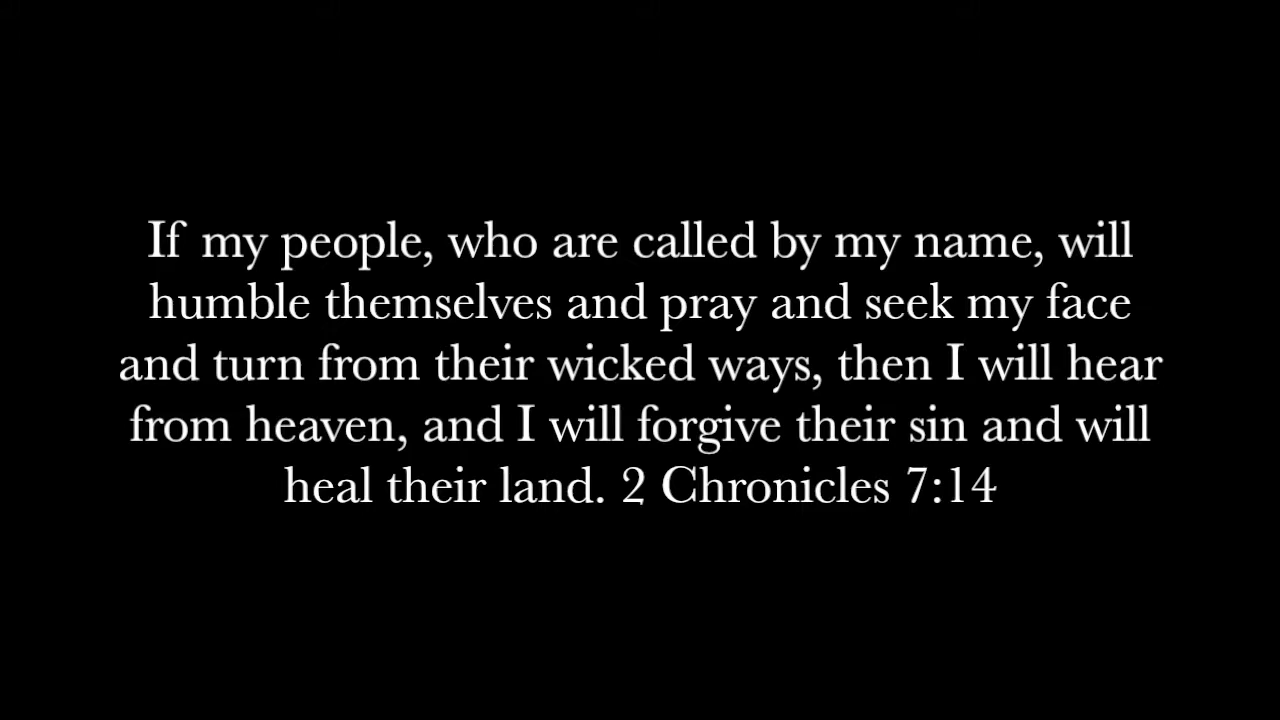 If my people, who are called by my name, will
humble themselves and pray and seek my face
and turn from their wicked ways, then I will hear
from heaven, and I will forgive their sin and will
heal their land. 2 Chronicles 7:14